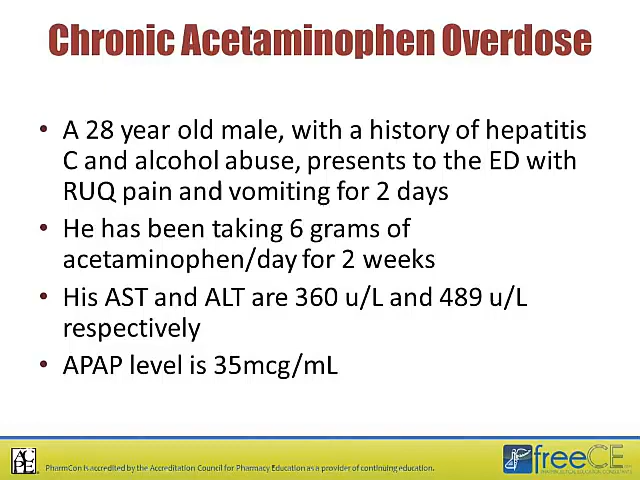 Chronic Acetaminophen Overdose
• A 28 year old male, with a history of hepatitis
C and alcohol abuse, presents to the ED with
RUQ pain and vomiting for 2 days
• He has been taking 6 grams of
acetaminophen/day for 2 weeks
• His AST and ALT are 360 u/L and 489 u/L
respectively
• APAP level is 35mcg/mL
ACPE
PharmCon is accredited by the Accreditation Council for Pharmacy Education as a provider of continuing education.
freeCE